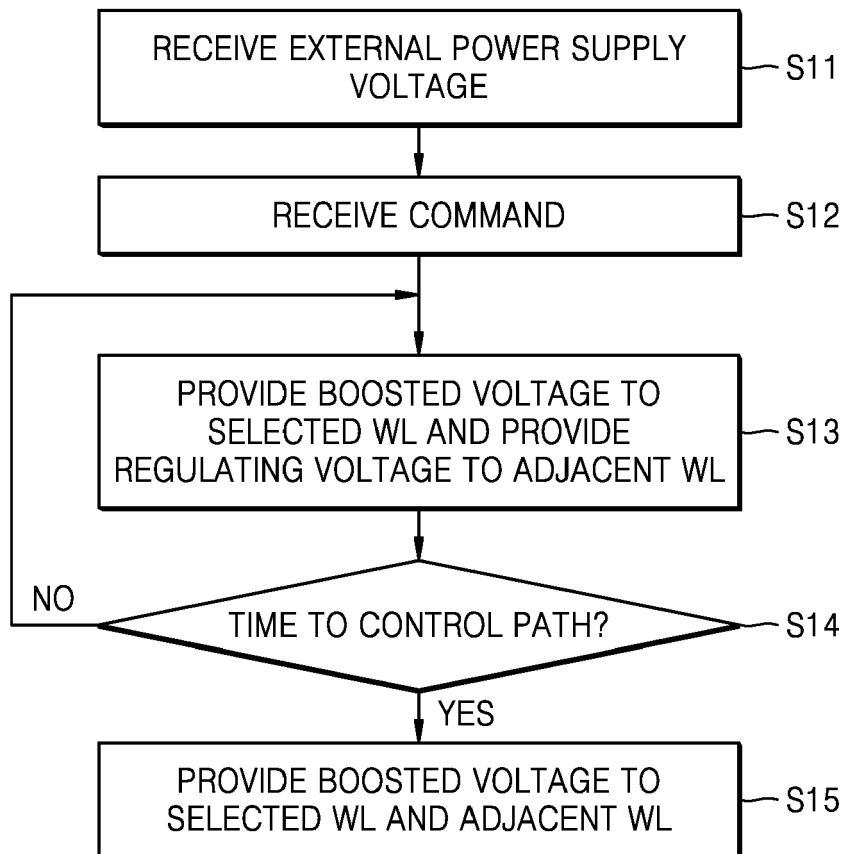 RECEIVE EXTERNAL POWER SUPPLY
VOLTAGE
S11
RECEIVE COMMAND
S12
PROVIDE BOOSTED VOLTAGE TO
SELECTED WL AND PROVIDE
REGULATING VOLTAGE TO ADJACENT WL
S13
NO
TIME TO CONTROL PATH?
S14
YES
PROVIDE BOOSTED VOLTAGE TO
SELECTED WL AND ADJACENT WL
S15